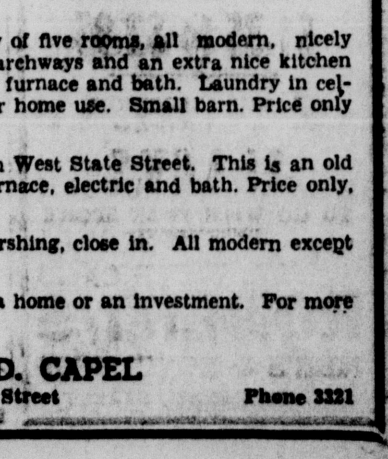 of five rooms, all modern, nicely
archways and an extra nice kitchen
furnace and bath. Laundry in cel-
home use. Small barn. Price only
West State Street. This is an old
rnace, electric and bath. Price only,
rshing, close in. All modern except
home or an investment. For more
D. CAPEL
Street Phone 3321